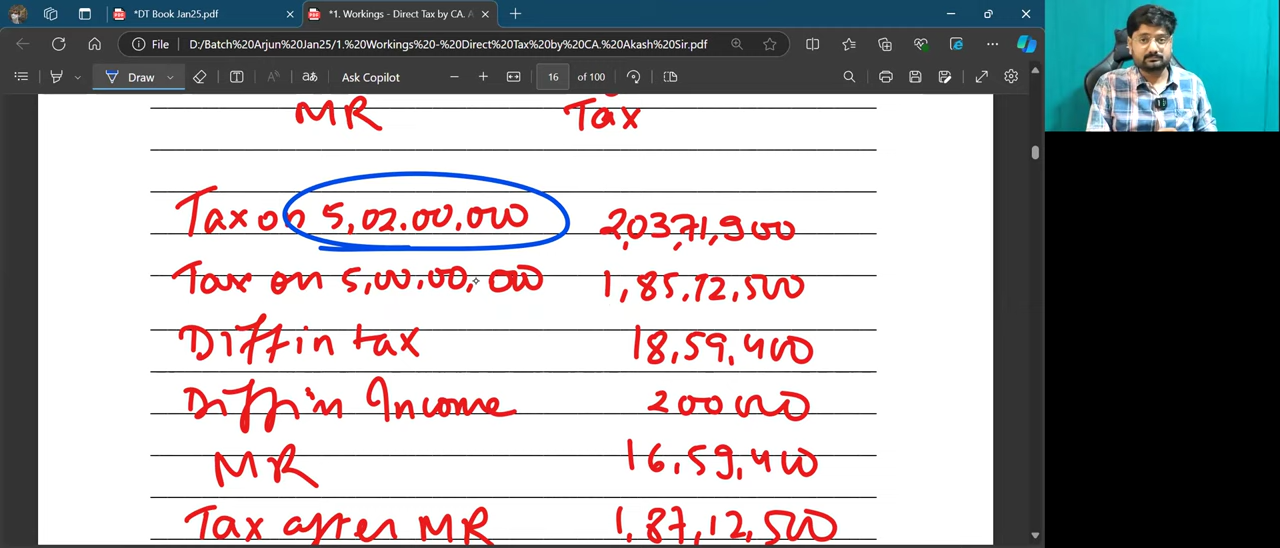 *DT Book Jan25.pdf
*1. Workings - Direct Tax by CA. A
File
D:/Batch%20Arjun%20Jan25/1.%20Workings%20-%20Direct%20Tax%20by%20CA.%20Akash%20Sir.pdf
Draw
aあ
Ask Copilot
16
of 100
MR Tax
Tax on 5,02,00,000 2,03,71,900
Tax on 5,00,00,000 1,85,12,500
Diff in tax 18,59,400
Diff in Income 200000
MR 16,59,400
Tax after MR 1,87,12,500